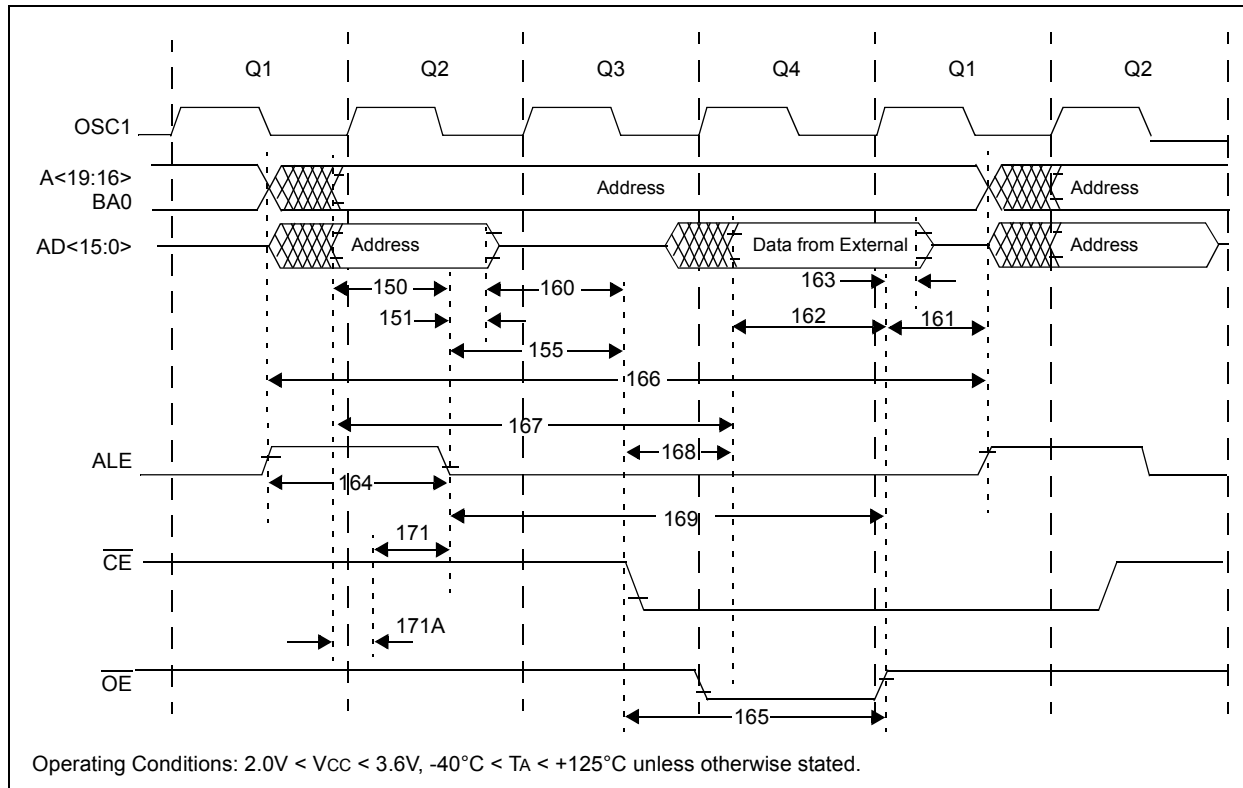 Q1 Q2 Q3 Q4 Q1 Q2
OSC1
A<19:16>
BA0
Address
Address
AD<15:0>
Address
Data from External
Address
150
160
163
151
162
161
155
166
167
ALE
168
164
169
171
CE
171A
OE
165
Operating Conditions: 2.0V < VCC < 3.6V, -40°C < TA < +125°C unless otherwise stated.